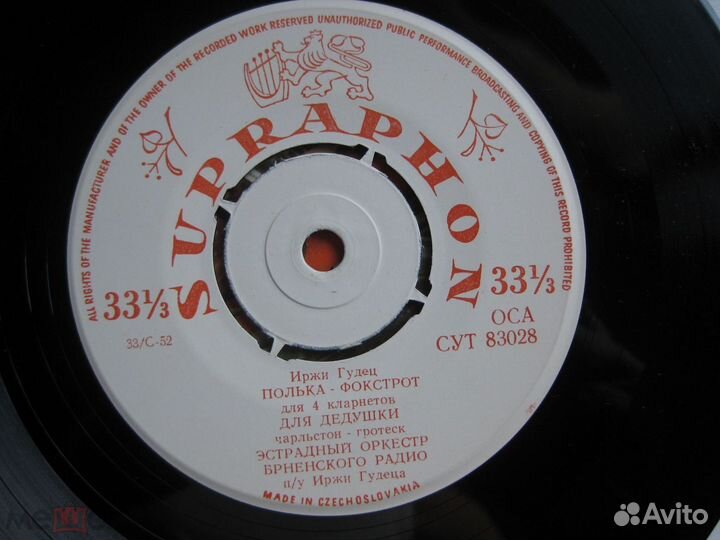 ALL RIGHTS OF THE MANUFACTURER AND OF THE OWNER OF THE RECORDED WORK RESERVED UNAUTHORIZED PUBLIC PERFORMANCE BROADCASTING AND COPYING OF THIS RECORD PROHIBITED
SUPRAPHON
33⅓
33⅓
33/C-52
OCA
СУТ 83028
Иржи Гудец
ПОЛЬКА - ФОКСТРОТ
для 4 кларнетов
ДЛЯ ДЕДУШКИ
чарльстон - гротеск
ЭСТРАДНЫЙ ОРКЕСТР
БРНЕНСКОГО РАДИО
п/у Иржи Гудеца
MADE IN CZECHOSLOVAKIA
Avito